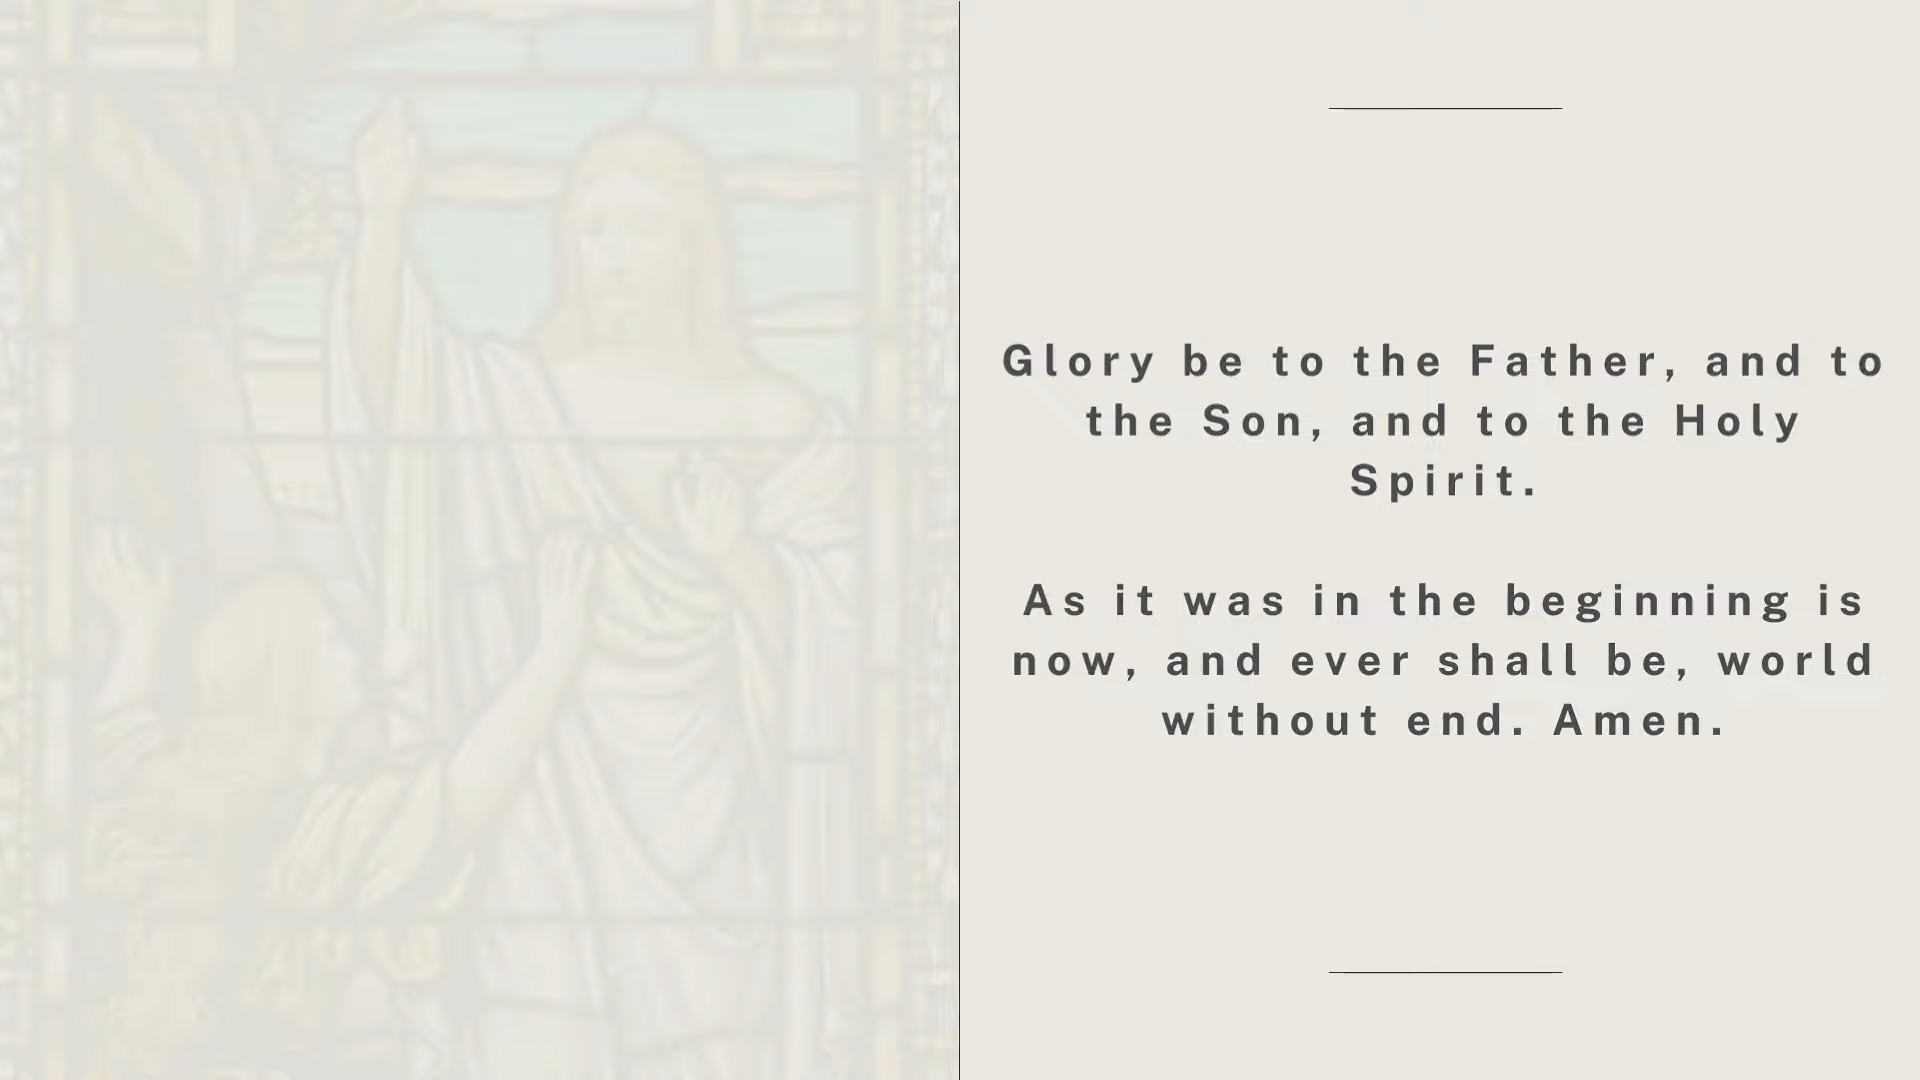 Glory be to the Father, and to
the Son, and to the Holy
Spirit.
As it was in the beginning is
now, and ever shall be, world
without end. Amen.